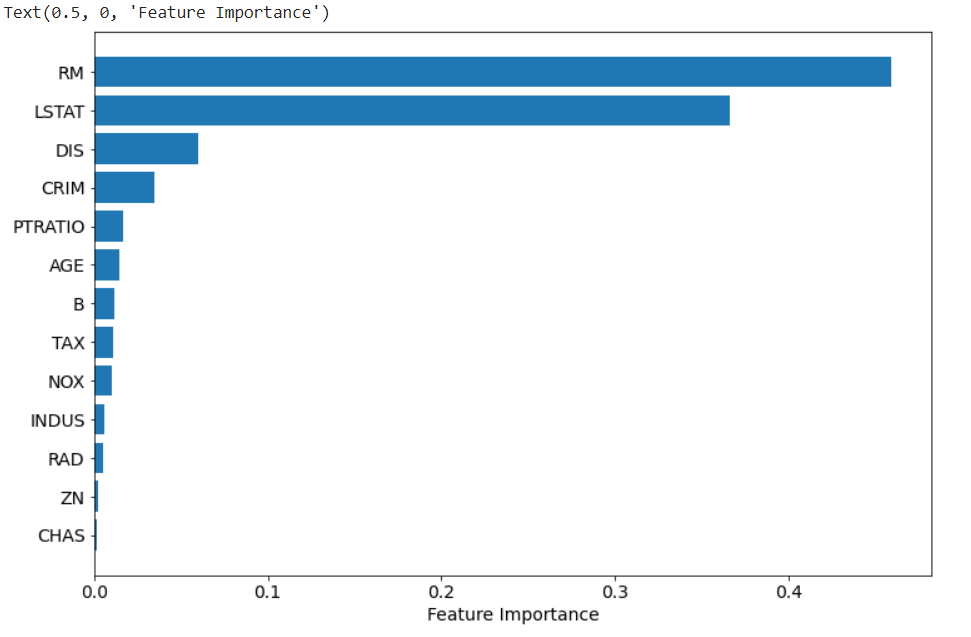 Text(0.5, 0, 'Feature Importance')
RM
LSTAT
DIS
CRIM
PTRATIO
AGE
B
TAX
NOX
INDUS
RAD
ZN
CHAS
0.0 0.1 0.2 0.3 0.4
Feature Importance